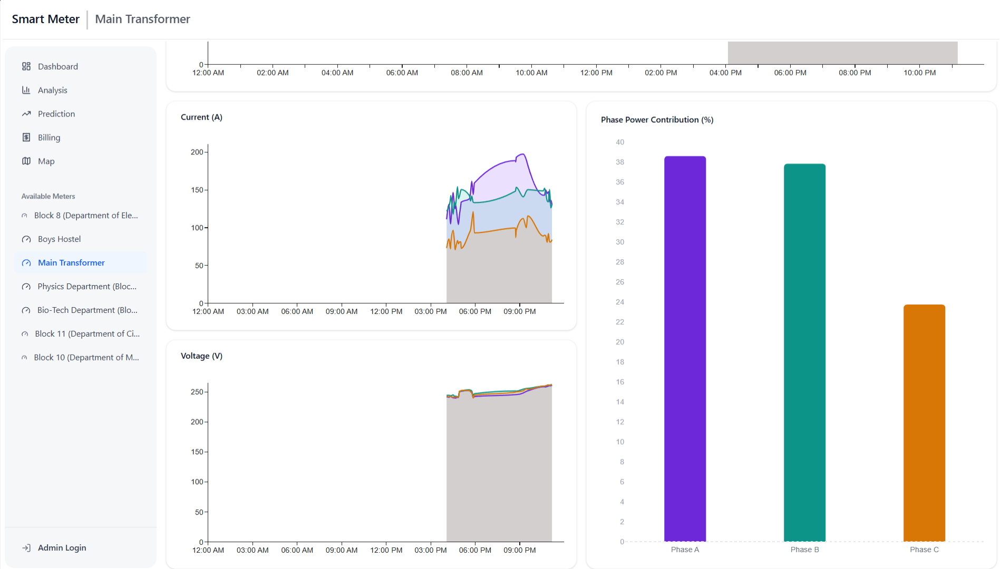 Smart Meter | Main Transformer
Dashboard
Analysis
Prediction
Billing
Map
Available Meters
Block 8 (Department of Ele...
Boys Hostel
Main Transformer
Physics Department (Bloc...
Bio-Tech Department (Blo...
Block 11 (Department of Ci...
Block 10 (Department of M...
Admin Login
0
12:00 AM 02:00 AM 04:00 AM 06:00 AM 08:00 AM 10:00 AM 12:00 PM 02:00 PM 04:00 PM 06:00 PM 08:00 PM 10:00 PM
Current (A)
200
150
100
50
0
12:00 AM 03:00 AM 06:00 AM 09:00 AM 12:00 PM 03:00 PM 06:00 PM 09:00 PM
Voltage (V)
250
200
150
100
50
0
12:00 AM 03:00 AM 06:00 AM 09:00 AM 12:00 PM 03:00 PM 06:00 PM 09:00 PM
Phase Power Contribution (%)
40
38
36
34
32
30
28
26
24
22
20
18
16
14
12
10
8
6
4
2
0
Phase A Phase B Phase C